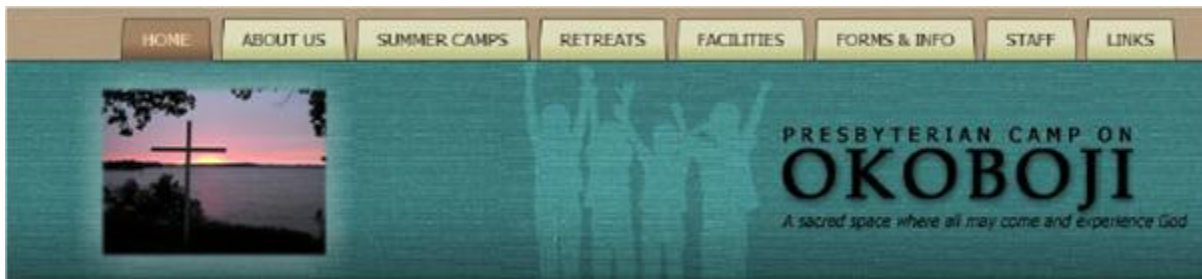 HOME ABOUT US SUMMER CAMPS RETREATS FACILITIES FORMS & INFO STAFF LINKS
PRESBYTERIAN CAMP ON
OKOBOJI
A sacred space where all may come and experience God